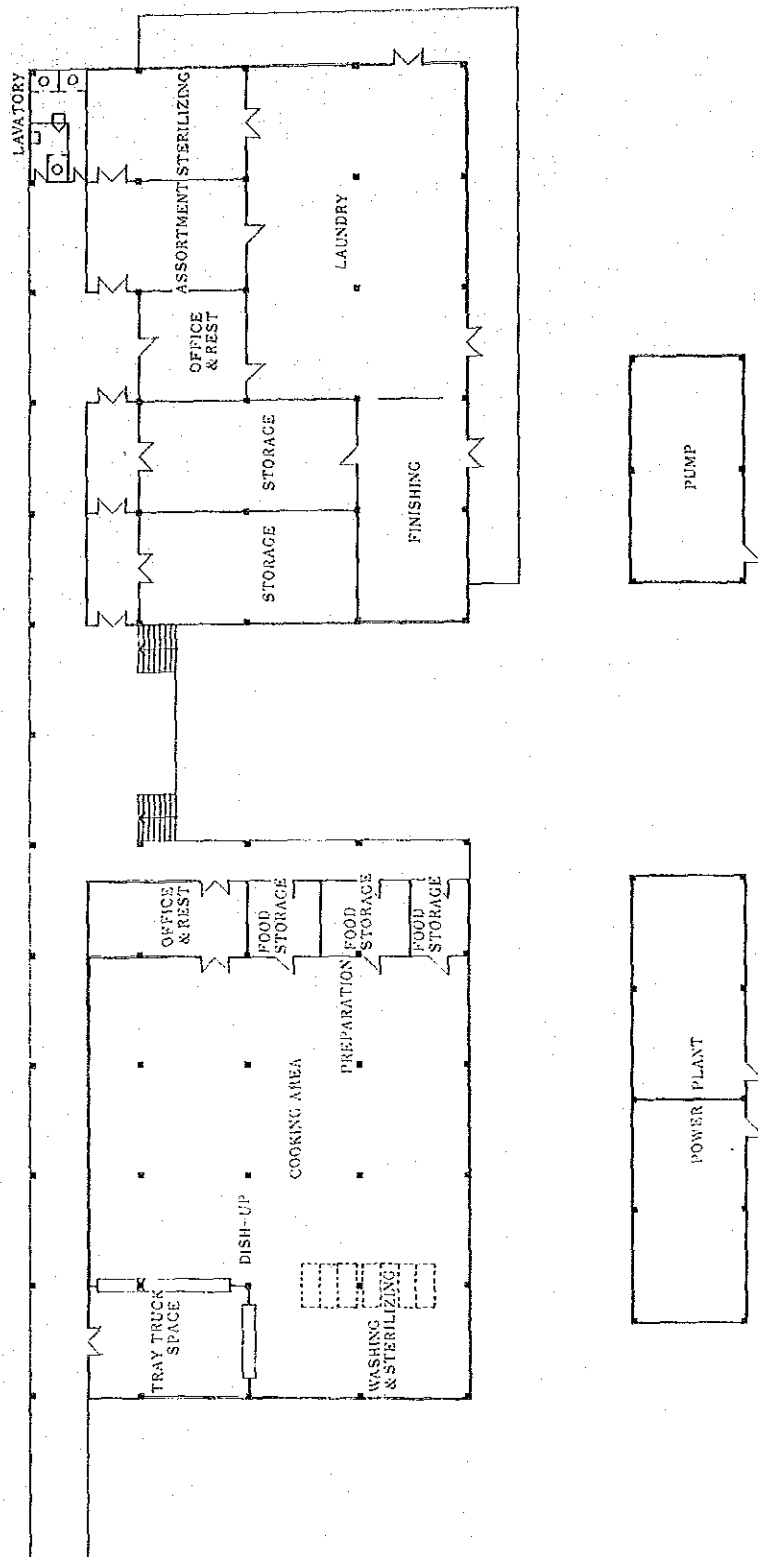 LAVATORY
ASSORTMENT
STERILIZING
OFFICE
& REST
LAUNDRY
STORAGE
STORAGE
FINISHING
PUMP
OFFICE
& REST
FOOD
STORAGE
FOOD
STORAGE
FOOD
STORAGE
PREPARATION
COOKING AREA
DISH-UP
TRAY TRUCK
SPACE
WASHING
& STERILIZING
POWER PLANT